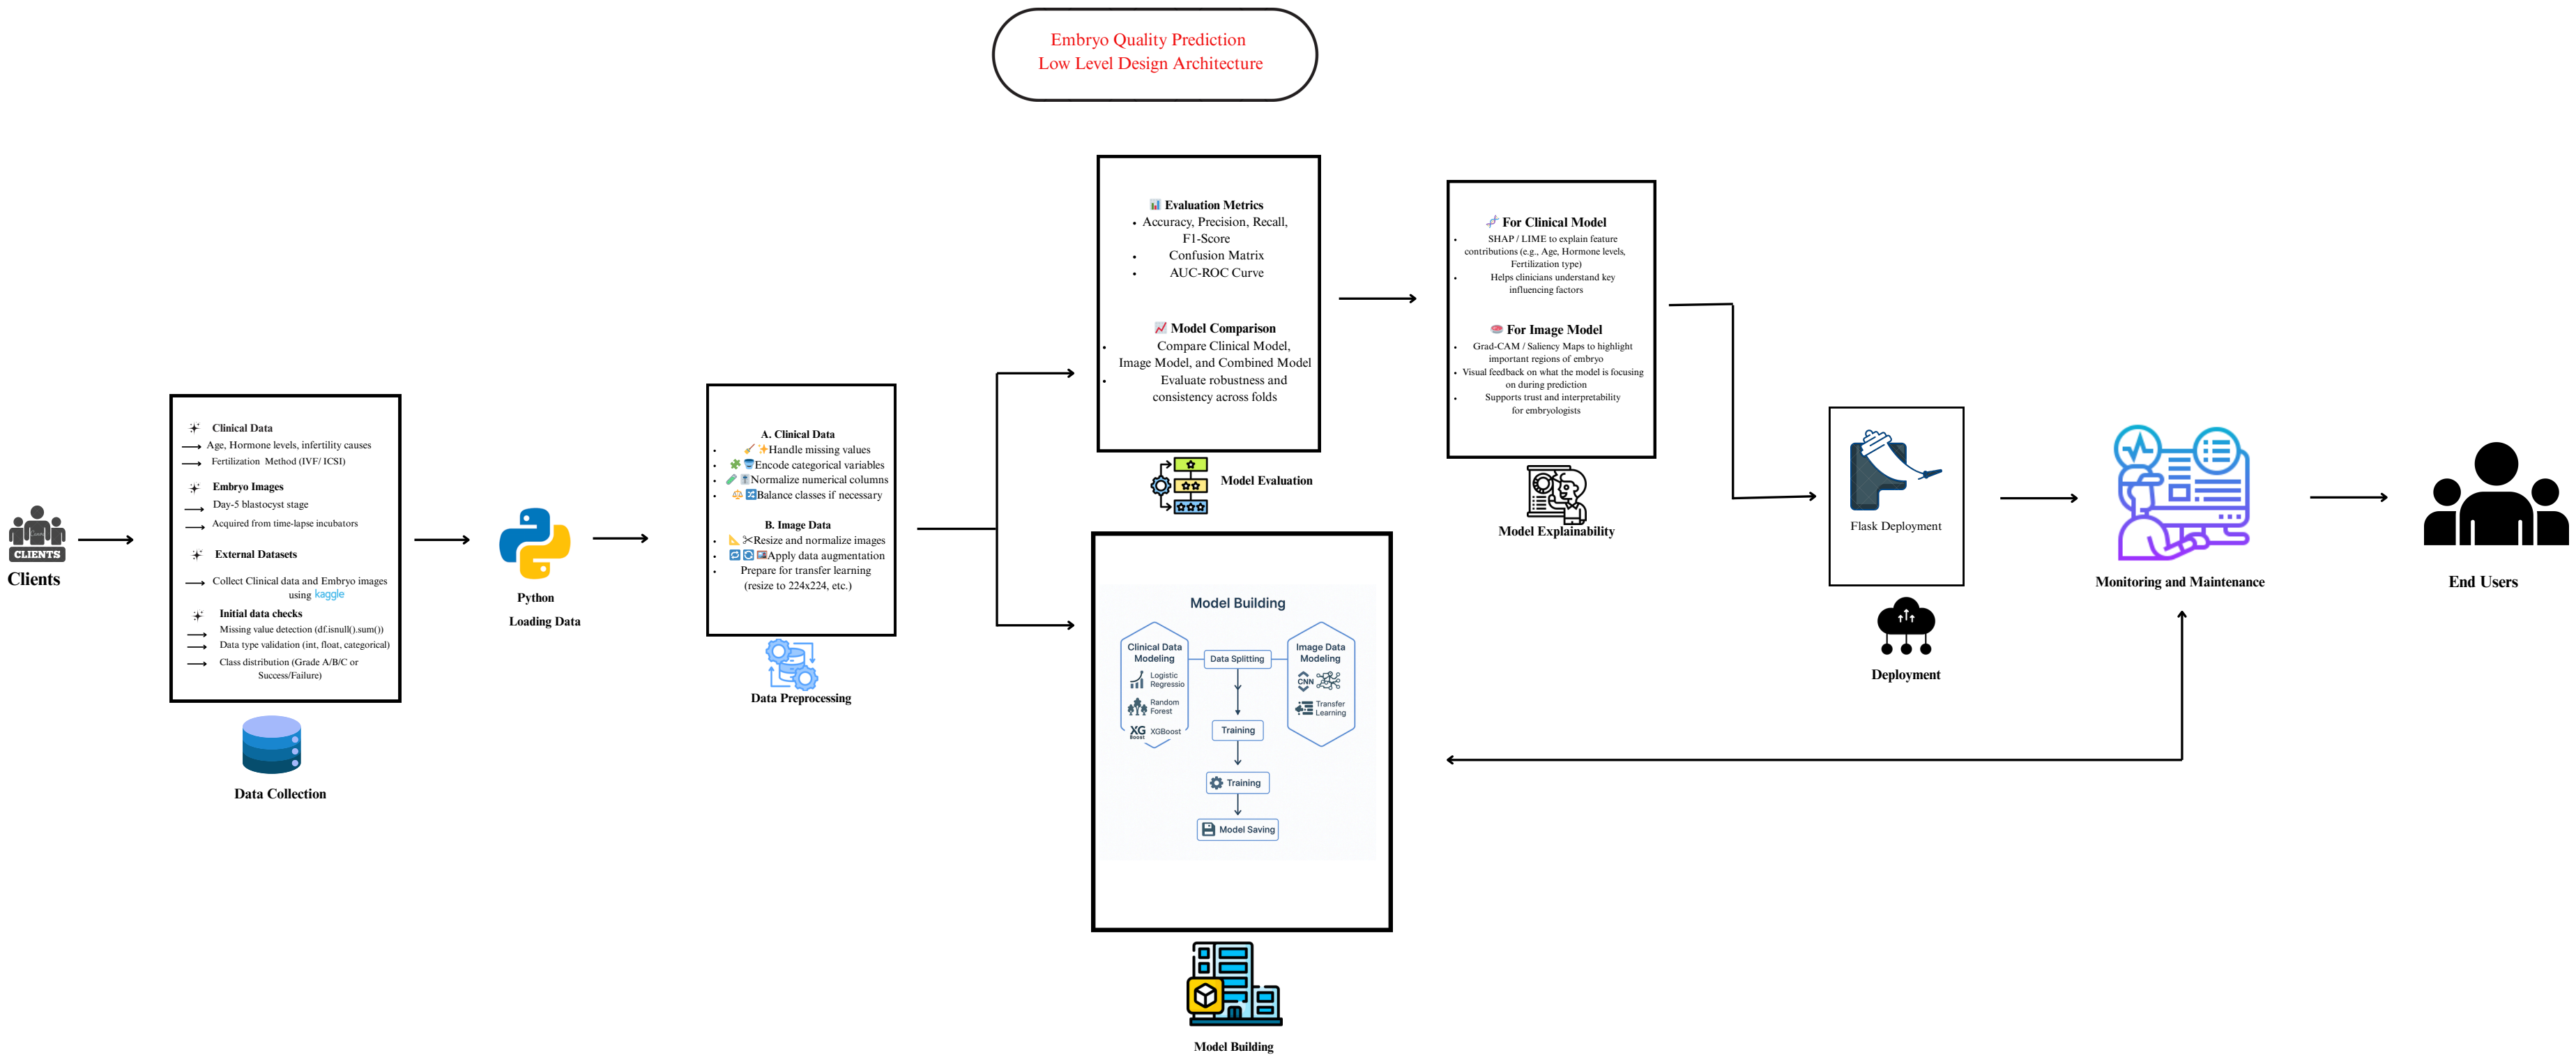 Embryo Quality Prediction
Low Level Design Architecture
CLIENTS
Clients
Clinical Data
Age, Hormone levels, infertility causes
Fertilization Method (IVF/ ICSI)
Embryo Images
Day-5 blastocyst stage
Acquired from time-lapse incubators
External Datasets
Collect Clinical data and Embryo images
using kaggle
Initial data checks
Missing value detection (df.isnull().sum())
Data type validation (int, float, categorical)
Class distribution (Grade A/B/C or
Success/Failure)
Data Collection
Python
Loading Data
A. Clinical Data
• 🧹 ✨Handle missing values
• 🧩 🪣Encode categorical variables
• 🧪 🎚Normalize numerical columns
• ⚖ 🔀Balance classes if necessary
B. Image Data
• 📐 ✂Resize and normalize images
• 🔁 🔄 🖼Apply data augmentation
• Prepare for transfer learning
(resize to 224x224, etc.)
Data Preprocessing
📊 Evaluation Metrics
• Accuracy, Precision, Recall,
F1-Score
• Confusion Matrix
• AUC-ROC Curve
📈 Model Comparison
• Compare Clinical Model,
Image Model, and Combined Model
• Evaluate robustness and
consistency across folds
Model Evaluation
Model Building
Clinical Data
Modeling
Logistic
Regressio
Random
Forest
XG
Boost
XGBoost
Data Splitting
Training
Training
Model Saving
Image Data
Modeling
CNN
Transfer
Learning
Model Building
🧬 For Clinical Model
• SHAP / LIME to explain feature
contributions (e.g., Age, Hormone levels,
Fertilization type)
• Helps clinicians understand key
influencing factors
For Image Model
• Grad-CAM / Saliency Maps to highlight
important regions of embryo
• Visual feedback on what the model is focusing
on during prediction
• Supports trust and interpretability
for embryologists
Model Explainability
Flask Deployment
Deployment
Monitoring and Maintenance
End Users